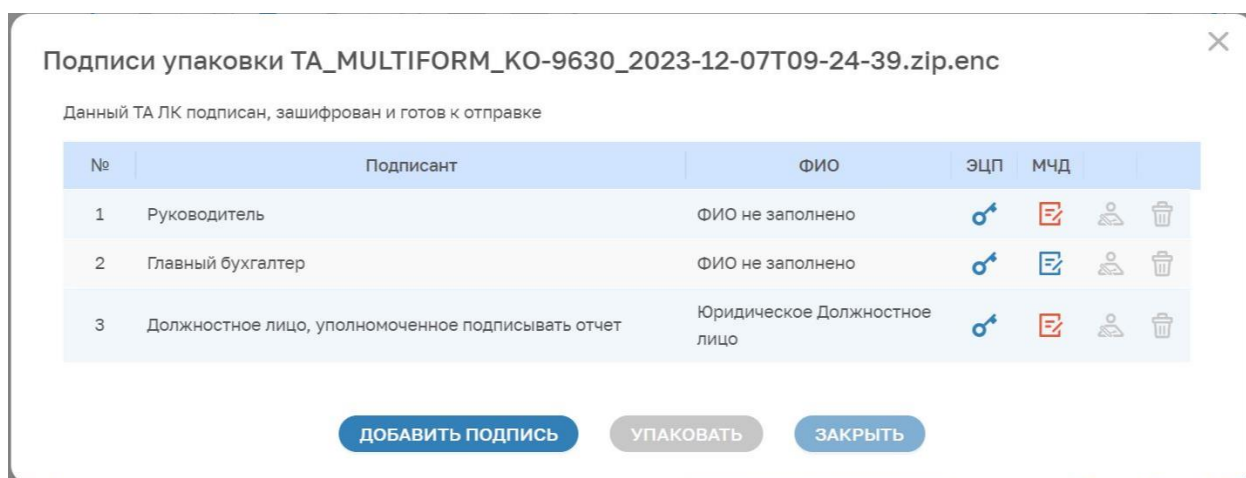 Подписи упаковки TA_MULTIFORM_KO-9630_2023-12-07T09-24-39.zip.enc
Данный ТА ЛК подписан, зашифрован и готов к отправке
№ Подписант ФИО ЭЦП МЧД
1 Руководитель ФИО не заполнено
2 Главный бухгалтер ФИО не заполнено
3 Должностное лицо, уполномоченное подписывать отчет Юридическое Должностное
лицо
ДОБАВИТЬ ПОДПИСЬ УПАКОВАТЬ ЗАКРЫТЬ